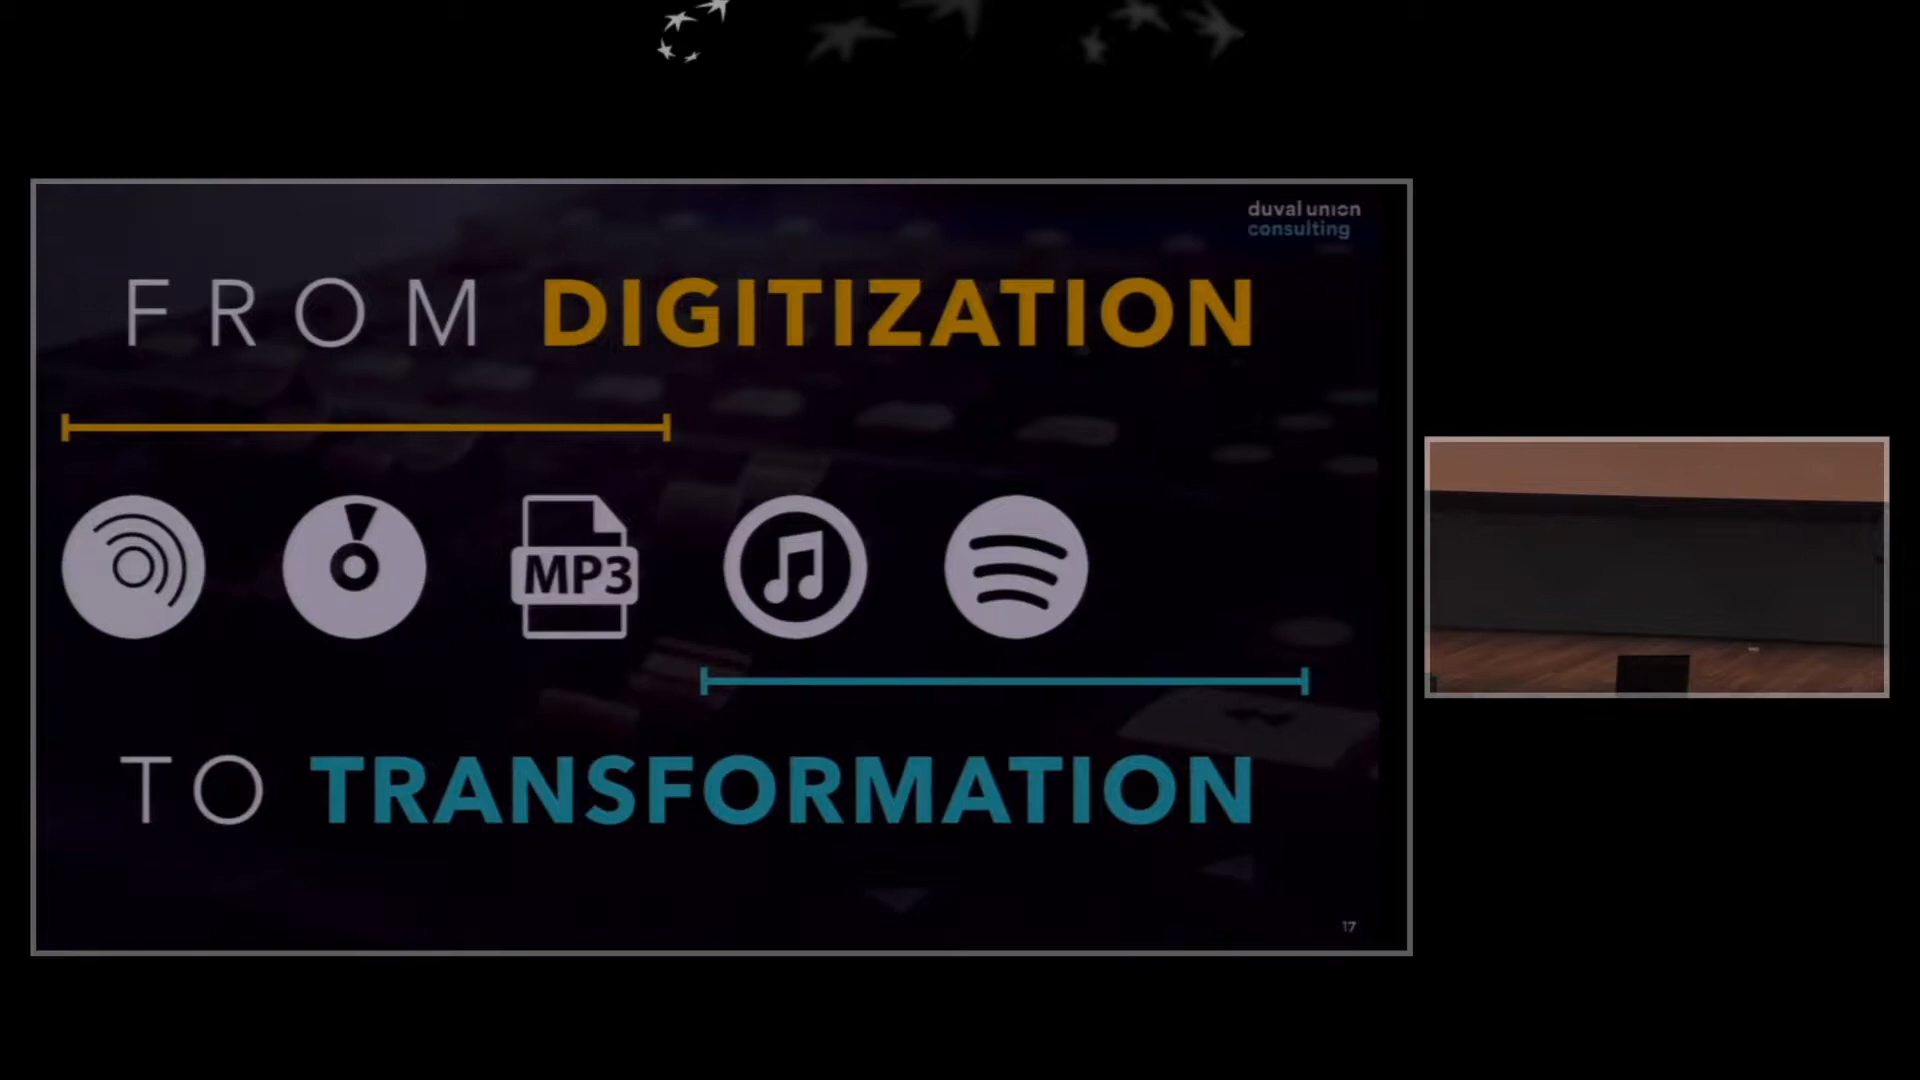 duval union
consulting
FROM DIGITIZATION
MP3
TO TRANSFORMATION
17